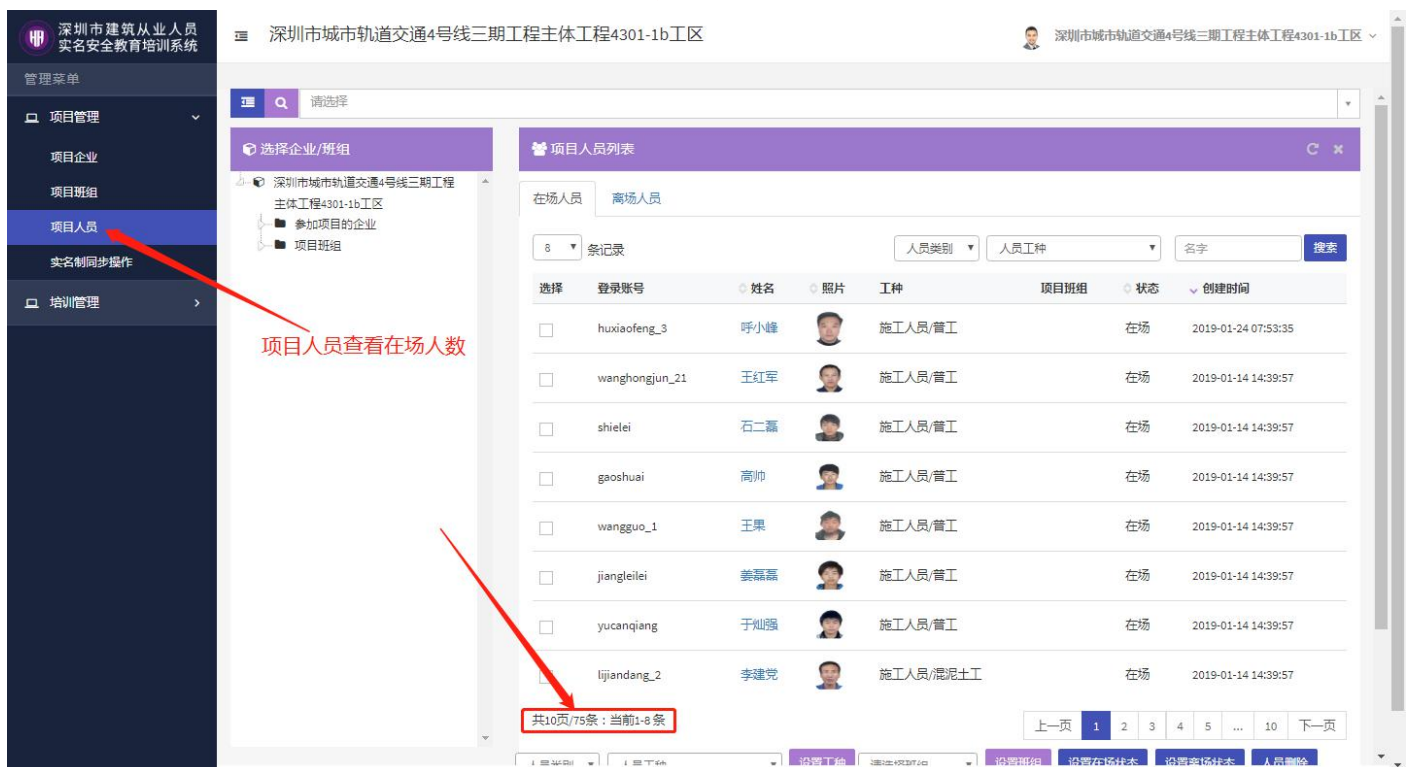 深圳市建筑从业人员
实名安全教育培训系统
深圳市城市轨道交通4号线三期工程主体工程4301-1b工区
深圳市城市轨道交通4号线三期工程主体工程4301-1b工区
管理菜单
项目管理
项目企业
项目班组
项目人员
实名制同步操作
培训管理
请选择
选择企业/班组
深圳市城市轨道交通4号线三期工程
主体工程4301-1b工区
参加项目的企业
项目班组
项目人员查看在场人数
项目人员列表
在场人员 离场人员
8 条记录 人员类别 人员工种 名字 搜索
选择 登录账号 姓名 照片 工种 项目班组 状态 创建时间
huxiaofeng_3 呼小峰 施工人员/普工 在场 2019-01-24 07:53:35
wanghongjun_21 王红军 施工人员/普工 在场 2019-01-14 14:39:57
shielei 石二磊 施工人员/普工 在场 2019-01-14 14:39:57
gaoshuai 高帅 施工人员/普工 在场 2019-01-14 14:39:57
wangguo_1 王果 施工人员/普工 在场 2019-01-14 14:39:57
jiangleilei 姜磊磊 施工人员/普工 在场 2019-01-14 14:39:57
yucanqiang 于灿强 施工人员/普工 在场 2019-01-14 14:39:57
lijiandang_2 李建党 施工人员/混泥土工 在场 2019-01-14 14:39:57
共10页/75条：当前1-8 条 上一页 1 2 3 4 5 ... 10 下一页
人员类别 人员工种 设置工种 请选择班组 设置班组 设置在场状态 设置离场状态 人员删除